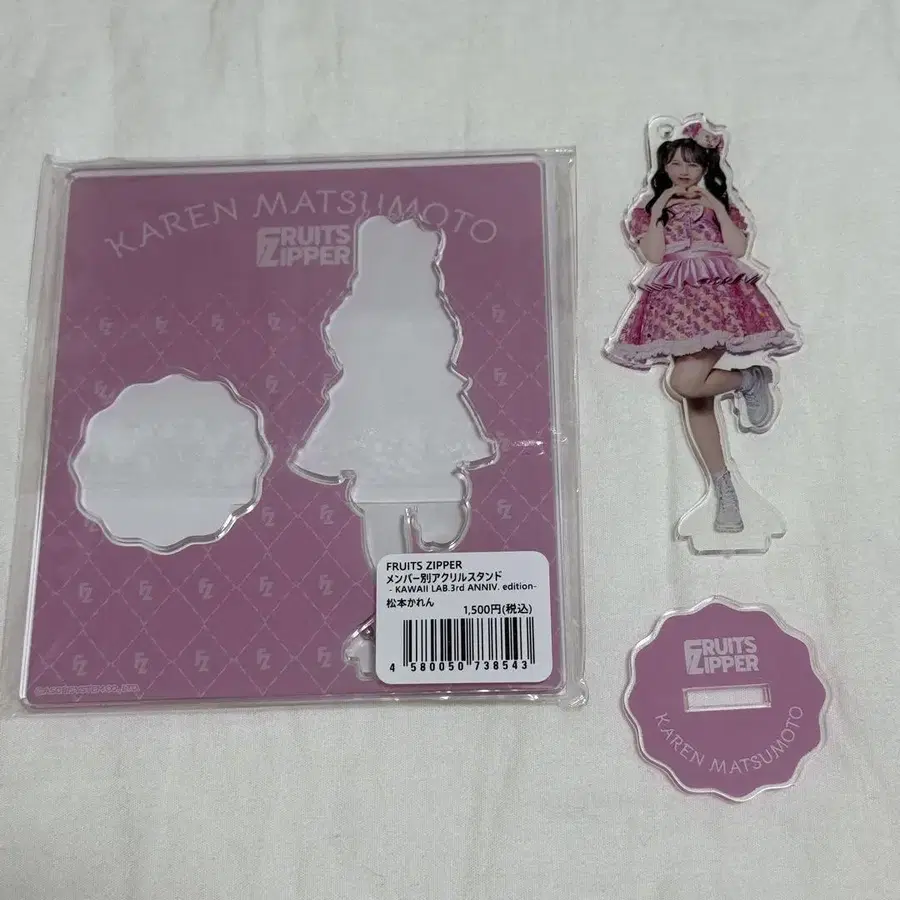 KAREN MATSUMOTO
FRUITS
ZIPPER
FRUITS ZIPPER
メンバー別アクリルスタンド
- KAWAII LAB.3rd ANNIV. edition-
松本かれん 1,500円(税込)
4 580050 738543
FRUITS
ZIPPER
KAREN MATSUMOTO